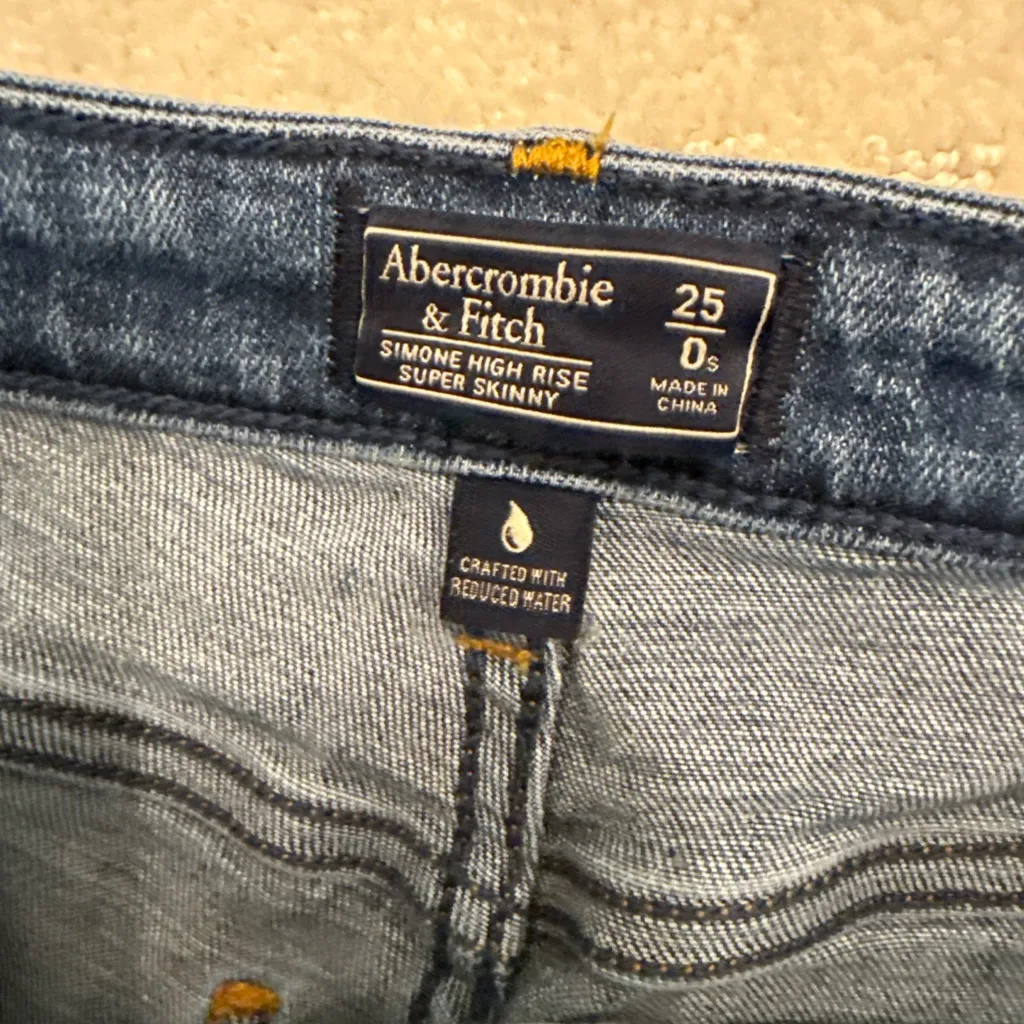 Abercrombie
& Fitch
SIMONE HIGH RISE
SUPER SKINNY
25
0s
MADE IN
CHINA
CRAFTED WITH
REDUCED WATER